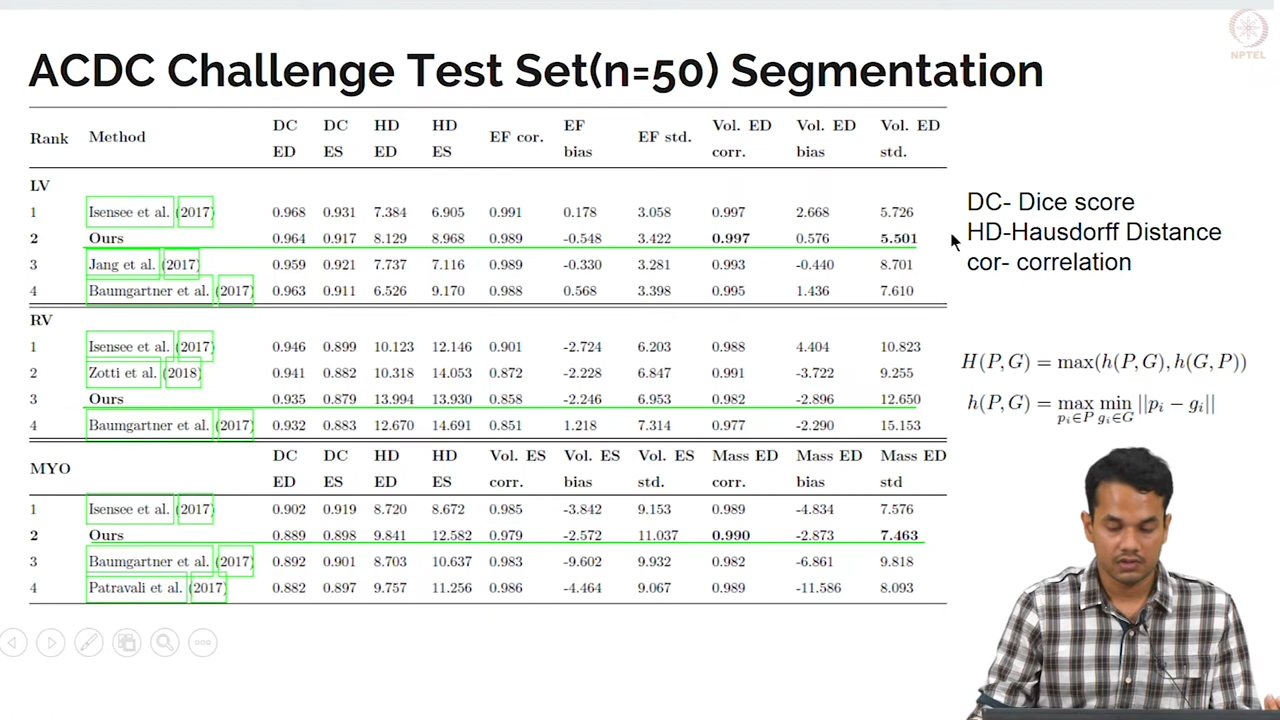 NPTEL
ACDC Challenge Test Set(n=50) Segmentation
Rank Method DC ED DC ES HD ED HD ES EF cor. EF bias EF std. Vol. ED corr. Vol. ED bias Vol. ED std.
LV
1 Isensee et al. (2017) 0.968 0.931 7.384 6.905 0.991 0.178 3.058 0.997 2.668 5.726
2 Ours 0.964 0.917 8.129 8.968 0.989 -0.548 3.422 0.997 0.576 5.501
3 Jang et al. (2017) 0.959 0.921 7.737 7.116 0.989 -0.330 3.281 0.993 -0.440 8.701
4 Baumgartner et al. (2017) 0.963 0.911 6.526 9.170 0.988 0.568 3.398 0.995 1.436 7.610
RV
1 Isensee et al. (2017) 0.946 0.899 10.123 12.146 0.901 -2.724 6.203 0.988 4.404 10.823
2 Zotti et al. (2018) 0.941 0.882 10.318 14.053 0.872 -2.228 6.847 0.991 -3.722 9.255
3 Ours 0.935 0.879 13.994 13.930 0.858 -2.246 6.953 0.982 -2.896 12.650
4 Baumgartner et al. (2017) 0.932 0.883 12.670 14.691 0.851 1.218 7.314 0.977 -2.290 15.153
MYO DC ED DC ES HD ED HD ES Vol. ES corr. Vol. ES bias Vol. ES std. Mass ED corr. Mass ED bias Mass ED std
1 Isensee et al. (2017) 0.902 0.919 8.720 8.672 0.985 -3.842 9.153 0.989 -4.834 7.576
2 Ours 0.889 0.898 9.841 12.582 0.979 -2.572 11.037 0.990 -2.873 7.463
3 Baumgartner et al. (2017) 0.892 0.901 8.703 10.637 0.983 -9.602 9.932 0.982 -6.861 9.818
4 Patravali et al. (2017) 0.882 0.897 9.757 11.256 0.986 -4.464 9.067 0.989 -11.586 8.093
DC- Dice score
HD-Hausdorff Distance
cor- correlation
H(P,G) = max(h(P,G), h(G,P))
h(P,G) = max_{p_i∈P} min_{g_i∈G} ||p_i − g_i||